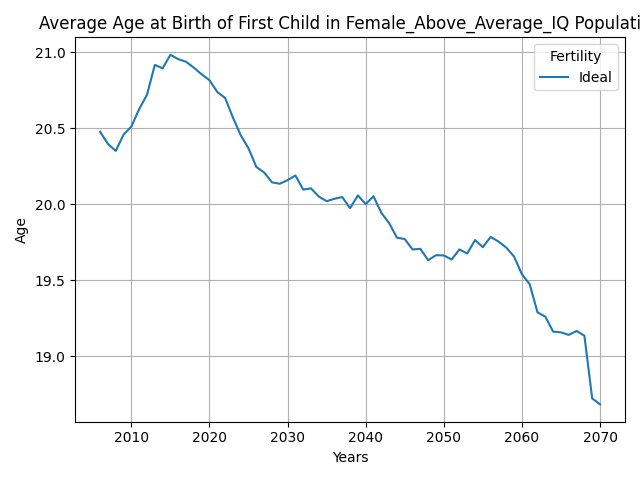 Average Age at Birth of First Child in Female_Above_Average_IQ Populati
Fertility
Ideal
21.0
20.5
20.0
19.5
19.0
Age
2010 2020 2030 2040 2050 2060 2070
Years